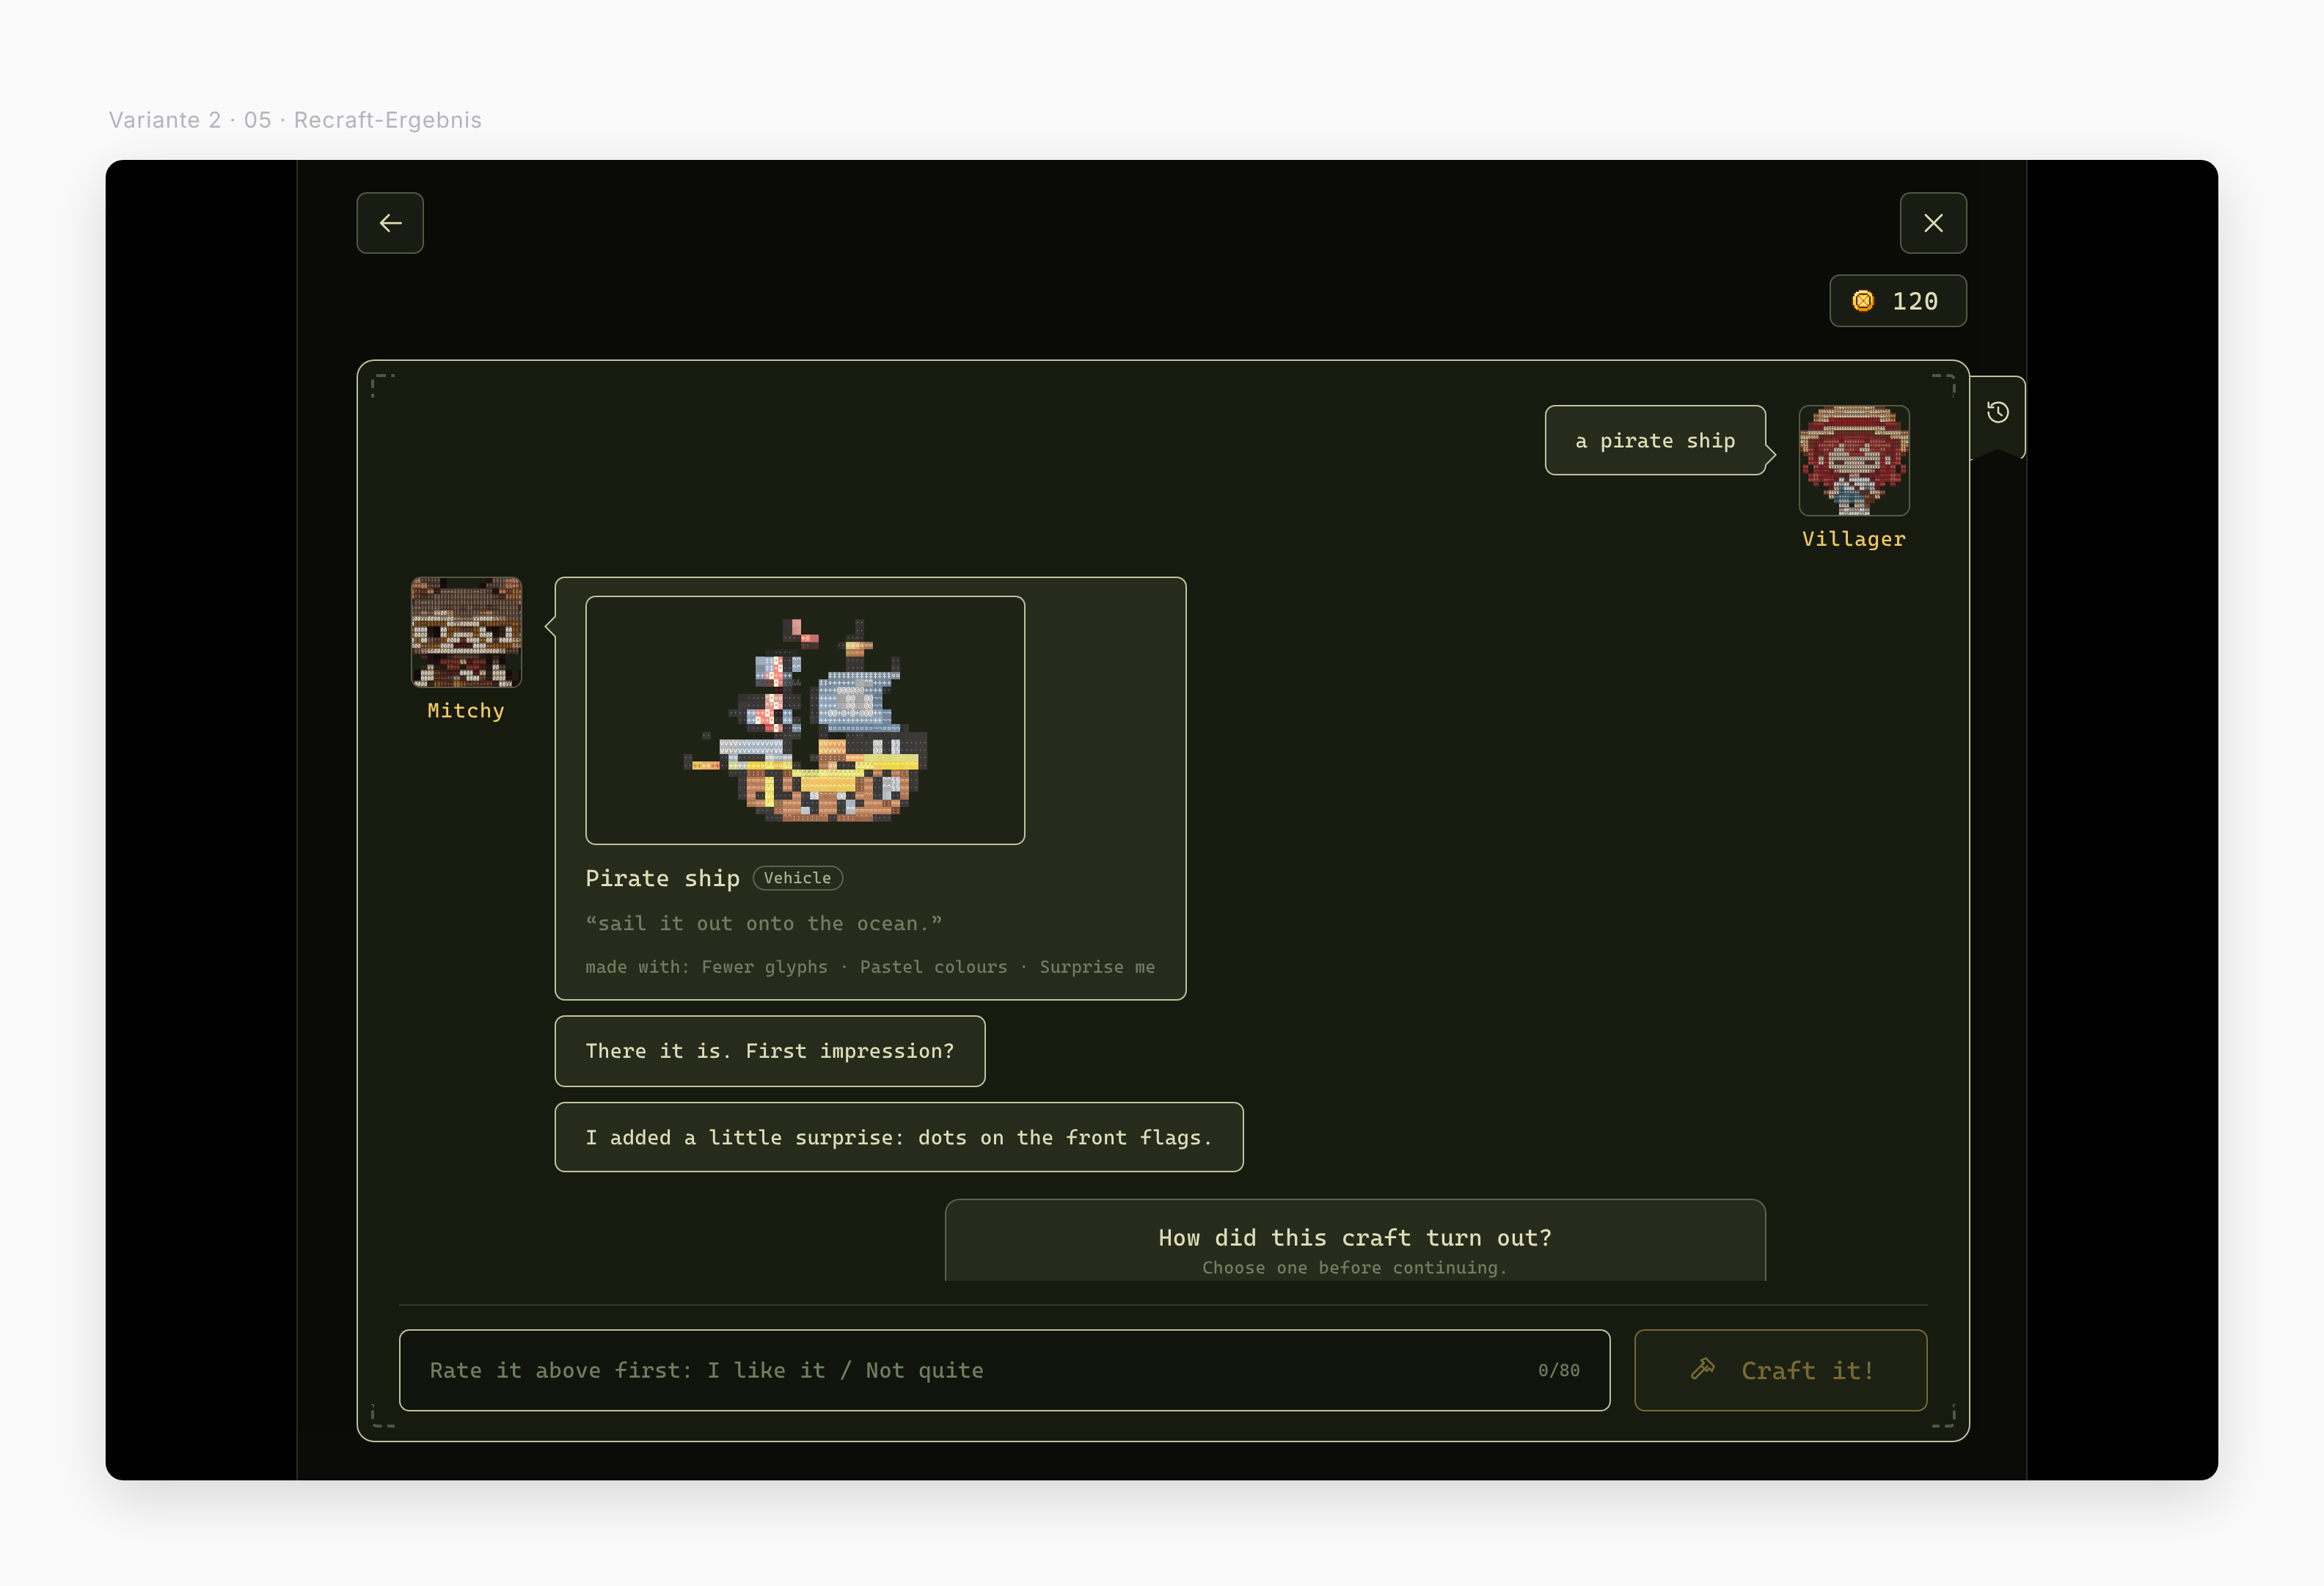 Variante 2 · 05 · Recraft-Ergebnis
120
a pirate ship
Villager
Mitchy
Pirate ship Vehicle
“sail it out onto the ocean.”
made with: Fewer glyphs · Pastel colours · Surprise me
There it is. First impression?
I added a little surprise: dots on the front flags.
How did this craft turn out?
Choose one before continuing.
Rate it above first: I like it / Not quite 0/80
Craft it!